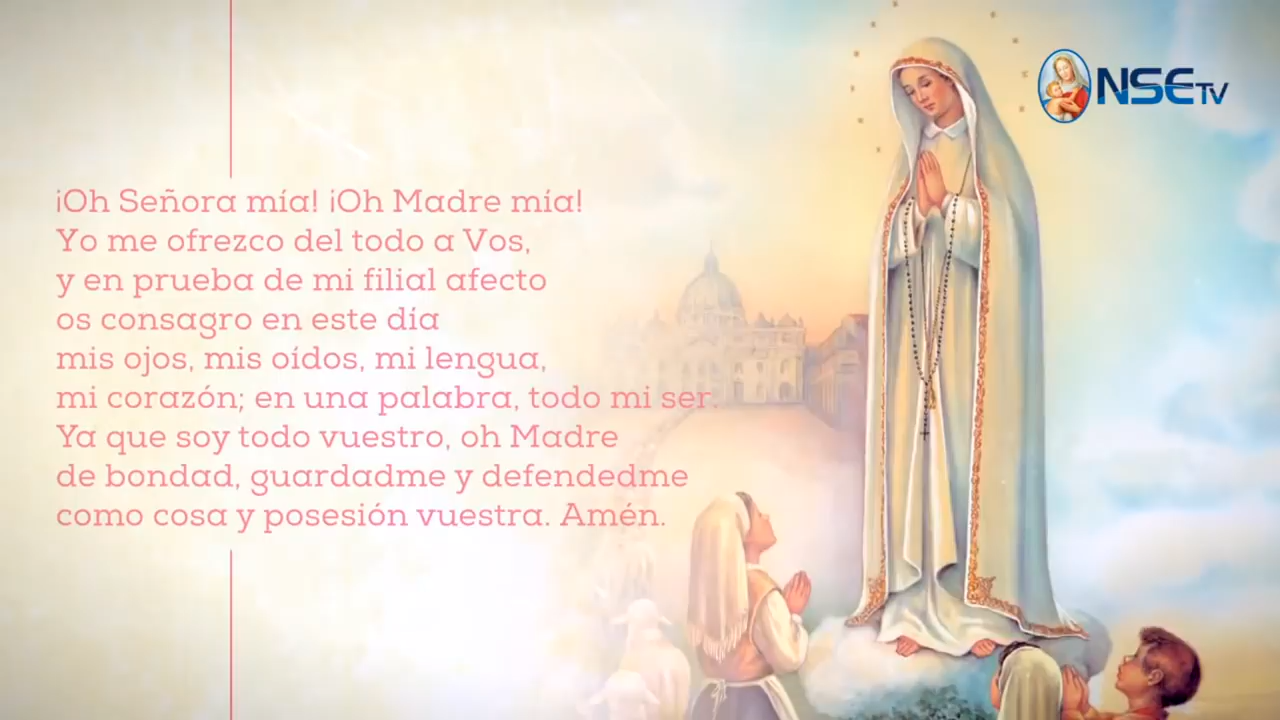 ¡Oh Señora mía! ¡Oh Madre mía!
Yo me ofrezco del todo a Vos,
y en prueba de mi filial afecto
os consagro en este día
mis ojos, mis oídos, mi lengua,
mi corazón; en una palabra, todo mi ser.
Ya que soy todo vuestro, oh Madre
de bondad, guardadme y defendedme
como cosa y posesión vuestra. Amén.
NSE TV